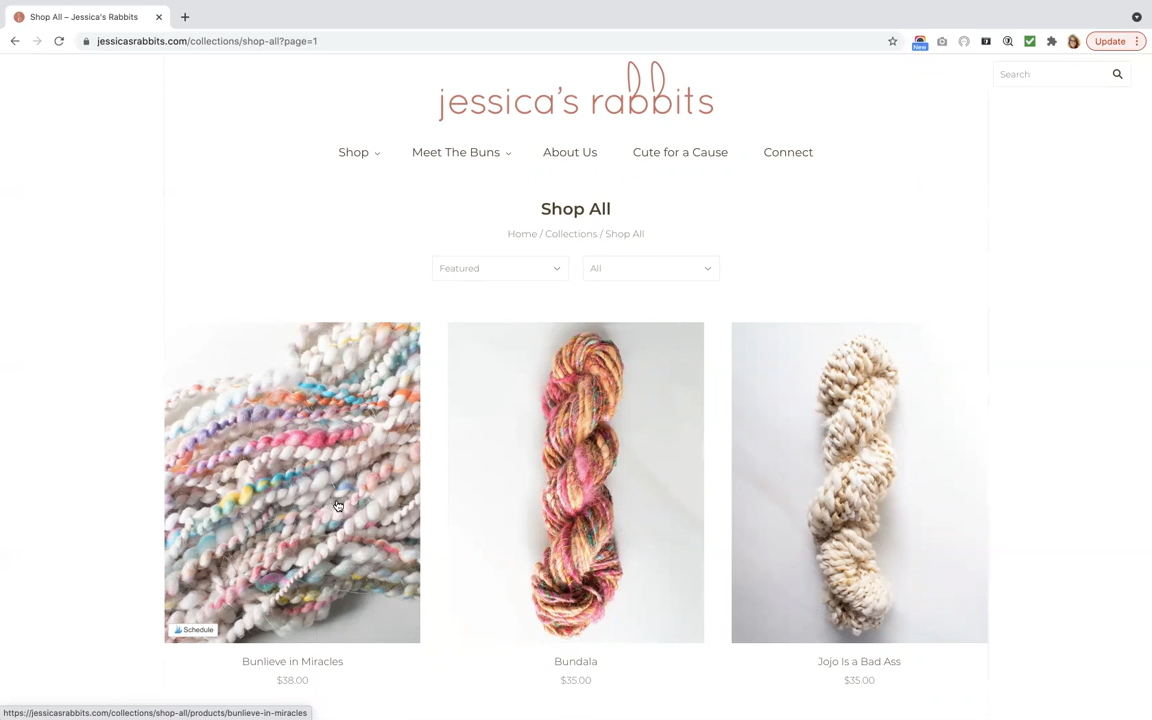 Shop All – Jessica's Rabbits
jessicasrabbits.com/collections/shop-all?page=1
New
Update
Search
jessica's rabbits
Shop
Meet The Buns
About Us
Cute for a Cause
Connect
Shop All
Home / Collections / Shop All
Featured
All
Schedule
Bunlieve in Miracles
Bundala
Jojo Is a Bad Ass
$38.00
$35.00
$35.00
https://jessicasrabbits.com/collections/shop-all/products/bunlieve-in-miracles